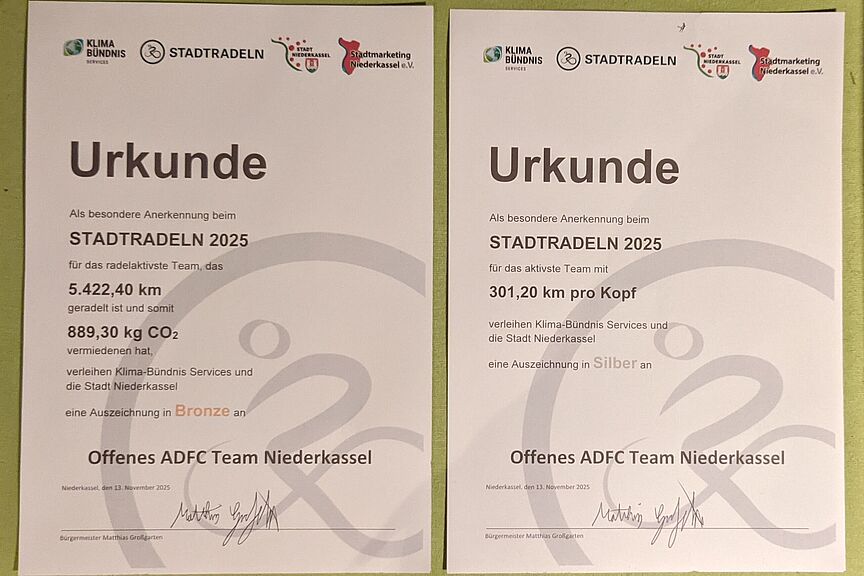 KLIMA
BÜNDNIS
SERVICES
STADTRADELN
STADT
NIEDERKASSEL
Stadtmarketing
Niederkassel e.V.
Urkunde
Als besondere Anerkennung beim
STADTRADELN 2025
für das radelaktivste Team, das
5.422,40 km
geradelt ist und somit
889,30 kg CO₂
vermiedenen hat,
verleihen Klima-Bündnis Services und
die Stadt Niederkassel
eine Auszeichnung in Bronze an
Offenes ADFC Team Niederkassel
Niederkassel, den 13. November 2025
Bürgermeister Matthias Großgarten
KLIMA
BÜNDNIS
SERVICES
STADTRADELN
STADT
NIEDERKASSEL
Stadtmarketing
Niederkassel e.V.
Urkunde
Als besondere Anerkennung beim
STADTRADELN 2025
für das aktivste Team mit
301,20 km pro Kopf
verleihen Klima-Bündnis Services und
die Stadt Niederkassel
eine Auszeichnung in Silber an
Offenes ADFC Team Niederkassel
Niederkassel, den 13. November 2025
Bürgermeister Matthias Großgarten